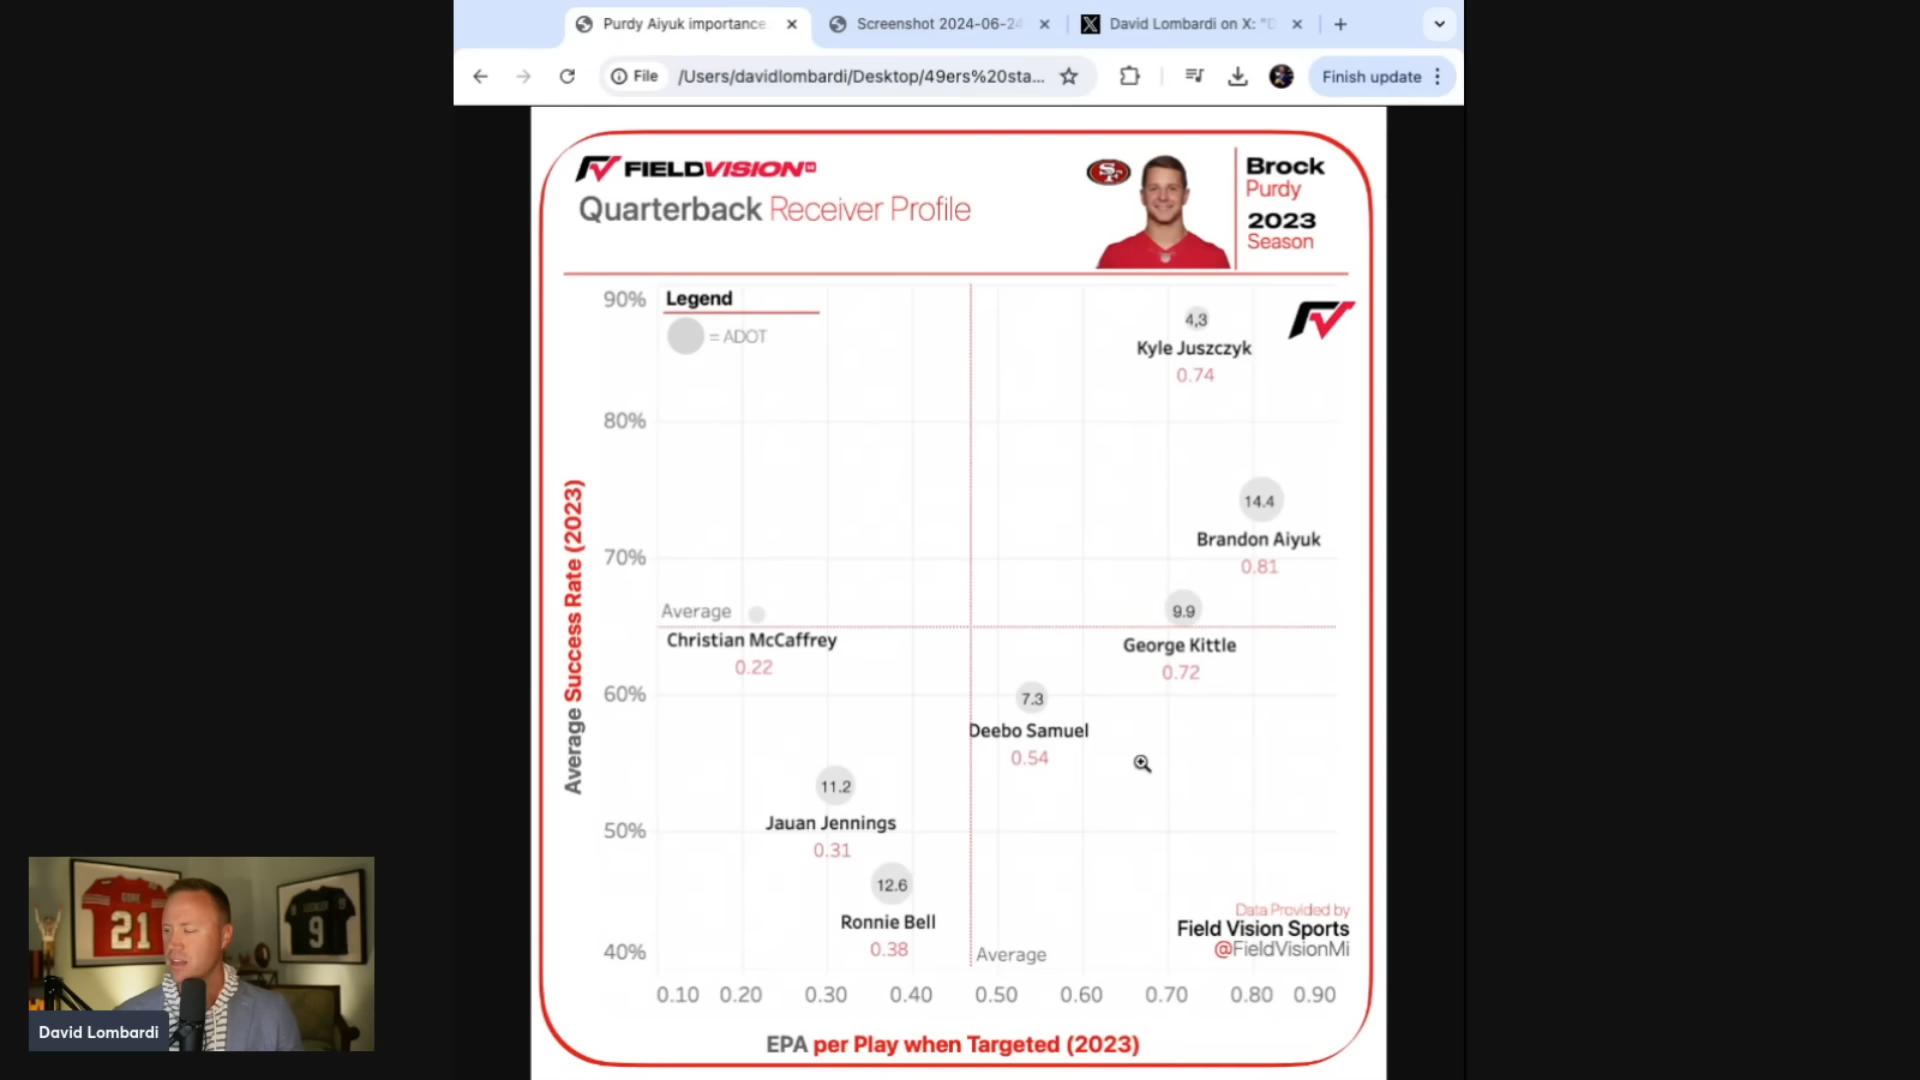 Purdy Aiyuk importance
Screenshot 2024-06-24
David Lombardi on X: "D
File
/Users/davidlombardi/Desktop/49ers%20sta...
Finish update
FIELDVISION
Quarterback Receiver Profile
SF
Brock
Purdy
2023
Season
90%
Legend
= ADOT
4,3
Kyle Juszczyk
0.74
80%
14.4
Brandon Aiyuk
0.81
70%
Average
Christian McCaffrey
0.22
9.9
George Kittle
0.72
60%
7.3
Deebo Samuel
0.54
11.2
Jauan Jennings
0.31
50%
12.6
Ronnie Bell
0.38
40%
Average
Average Success Rate (2023)
Data Provided by
Field Vision Sports
@FieldVisionMi
0.10 0.20 0.30 0.40 0.50 0.60 0.70 0.80 0.90
EPA per Play when Targeted (2023)
GORE
21
9
David Lombardi